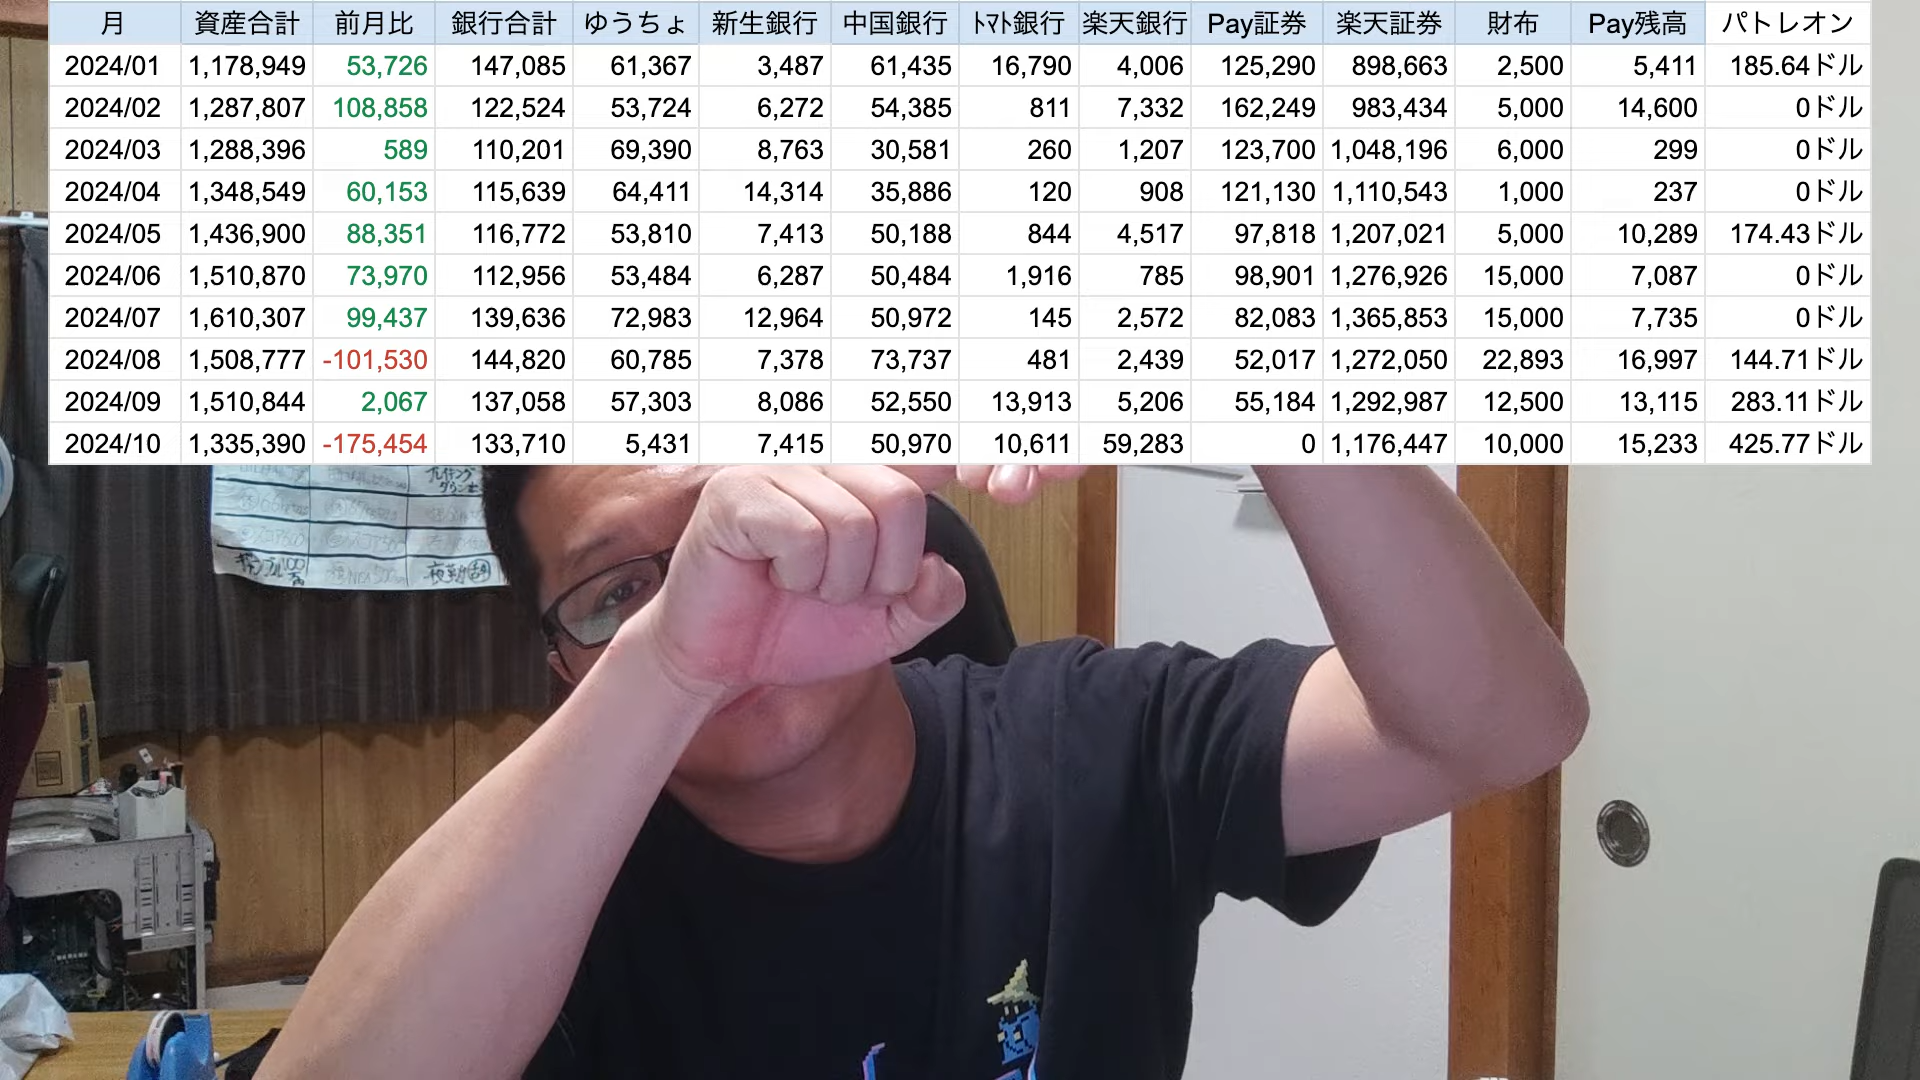 月 資産合計 前月比 銀行合計 ゆうちょ 新生銀行 中国銀行 ﾄﾏﾄ銀行 楽天銀行 Pay証券 楽天証券 財布 Pay残高 パトレオン
2024/01 1,178,949 53,726 147,085 61,367 3,487 61,435 16,790 4,006 125,290 898,663 2,500 5,411 185.64ドル
2024/02 1,287,807 108,858 122,524 53,724 6,272 54,385 811 7,332 162,249 983,434 5,000 14,600 0ドル
2024/03 1,288,396 589 110,201 69,390 8,763 30,581 260 1,207 123,700 1,048,196 6,000 299 0ドル
2024/04 1,348,549 60,153 115,639 64,411 14,314 35,886 120 908 121,130 1,110,543 1,000 237 0ドル
2024/05 1,436,900 88,351 116,772 53,810 7,413 50,188 844 4,517 97,818 1,207,021 5,000 10,289 174.43ドル
2024/06 1,510,870 73,970 112,956 53,484 6,287 50,484 1,916 785 98,901 1,276,926 15,000 7,087 0ドル
2024/07 1,610,307 99,437 139,636 72,983 12,964 50,972 145 2,572 82,083 1,365,853 15,000 7,735 0ドル
2024/08 1,508,777 -101,530 144,820 60,785 7,378 73,737 481 2,439 52,017 1,272,050 22,893 16,997 144.71ドル
2024/09 1,510,844 2,067 137,058 57,303 8,086 52,550 13,913 5,206 55,184 1,292,987 12,500 13,115 283.11ドル
2024/10 1,335,390 -175,454 133,710 5,431 7,415 50,970 10,611 59,283 0 1,176,447 10,000 15,233 425.77ドル
ブレイキング
ダウン出
ギャンブル100